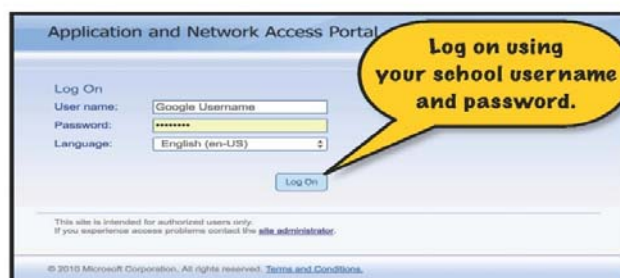 Application and Network Access Portal
Log on using
your school username
and password.
Log On
User name: Google Username
Password: ••••••••
Language: English (en-US)
Log On
This site is intended for authorized users only.
If you experience access problems contact the site administrator.
© 2010 Microsoft Corporation. All rights reserved. Terms and Conditions.